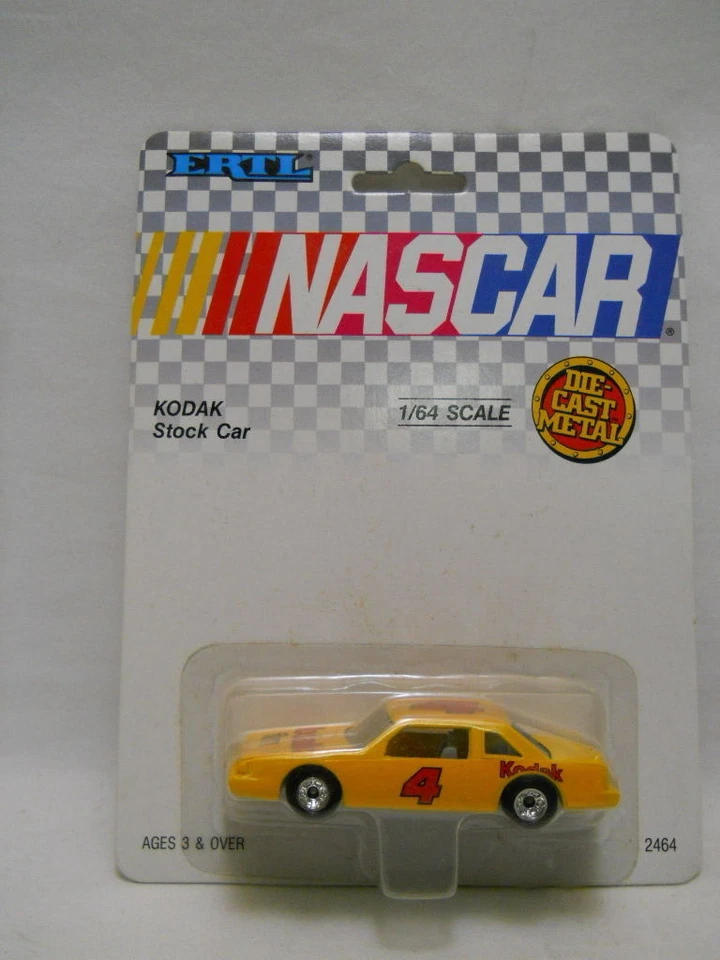 ERTL®
NASCAR®
KODAK
Stock Car
1/64 SCALE
DIE-
CAST
METAL
4
Kodak
AGES 3 & OVER
2464